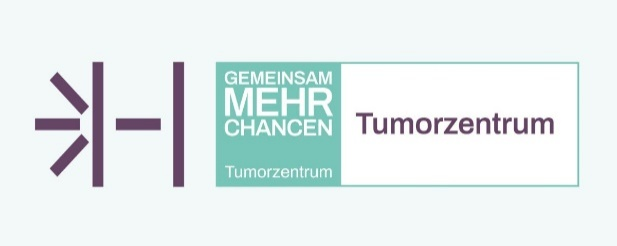 GEMEINSAM
MEHR
CHANCEN
Tumorzentrum
Tumorzentrum